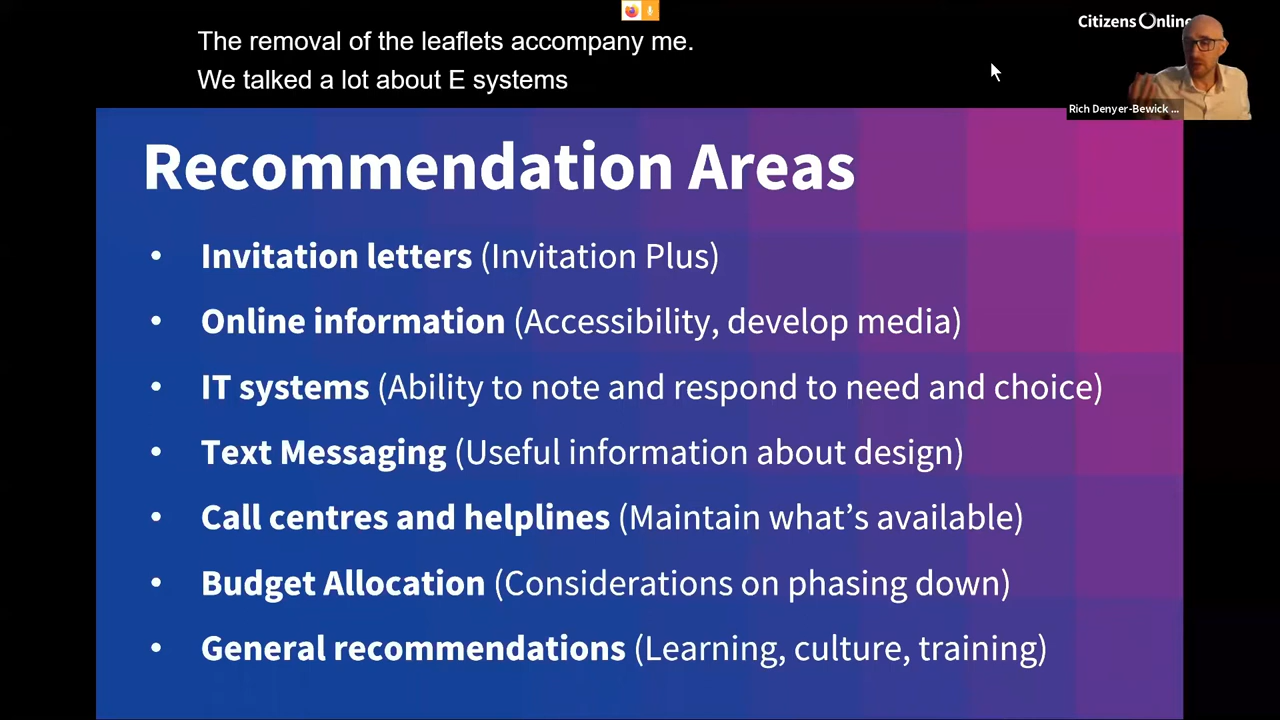 The removal of the leaflets accompany me.
We talked a lot about E systems
Citizens Online
Rich Denyer-Bewick ...
Recommendation Areas
• Invitation letters (Invitation Plus)
• Online information (Accessibility, develop media)
• IT systems (Ability to note and respond to need and choice)
• Text Messaging (Useful information about design)
• Call centres and helplines (Maintain what’s available)
• Budget Allocation (Considerations on phasing down)
• General recommendations (Learning, culture, training)